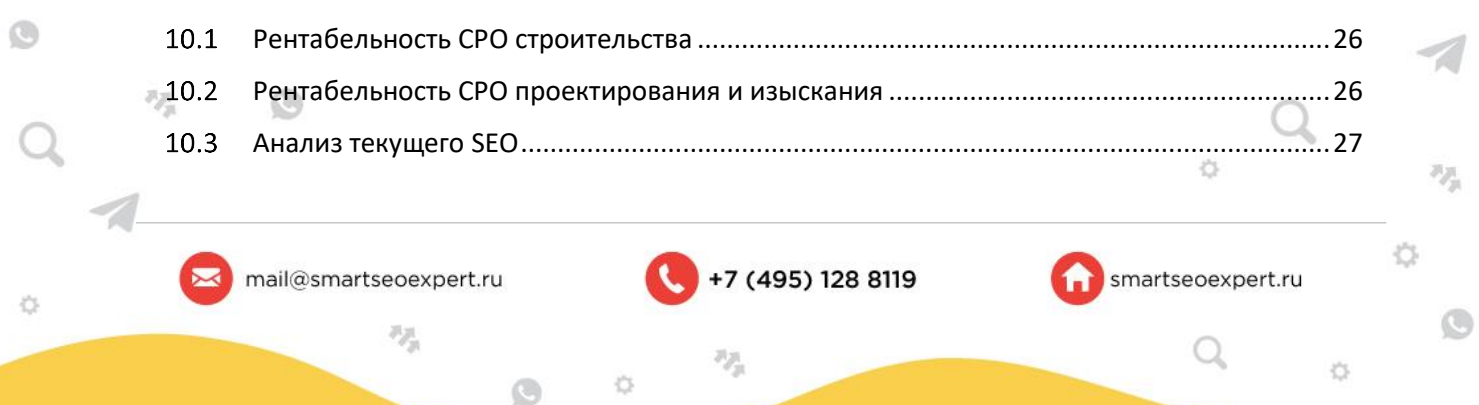 10.1 Рентабельность СРО строительства ........................................................................................ 26
10.2 Рентабельность СРО проектирования и изыскания ............................................................ 26
10.3 Анализ текущего SEO ............................................................................................................ 27
mail@smartseoexpert.ru +7 (495) 128 8119 smartseoexpert.ru